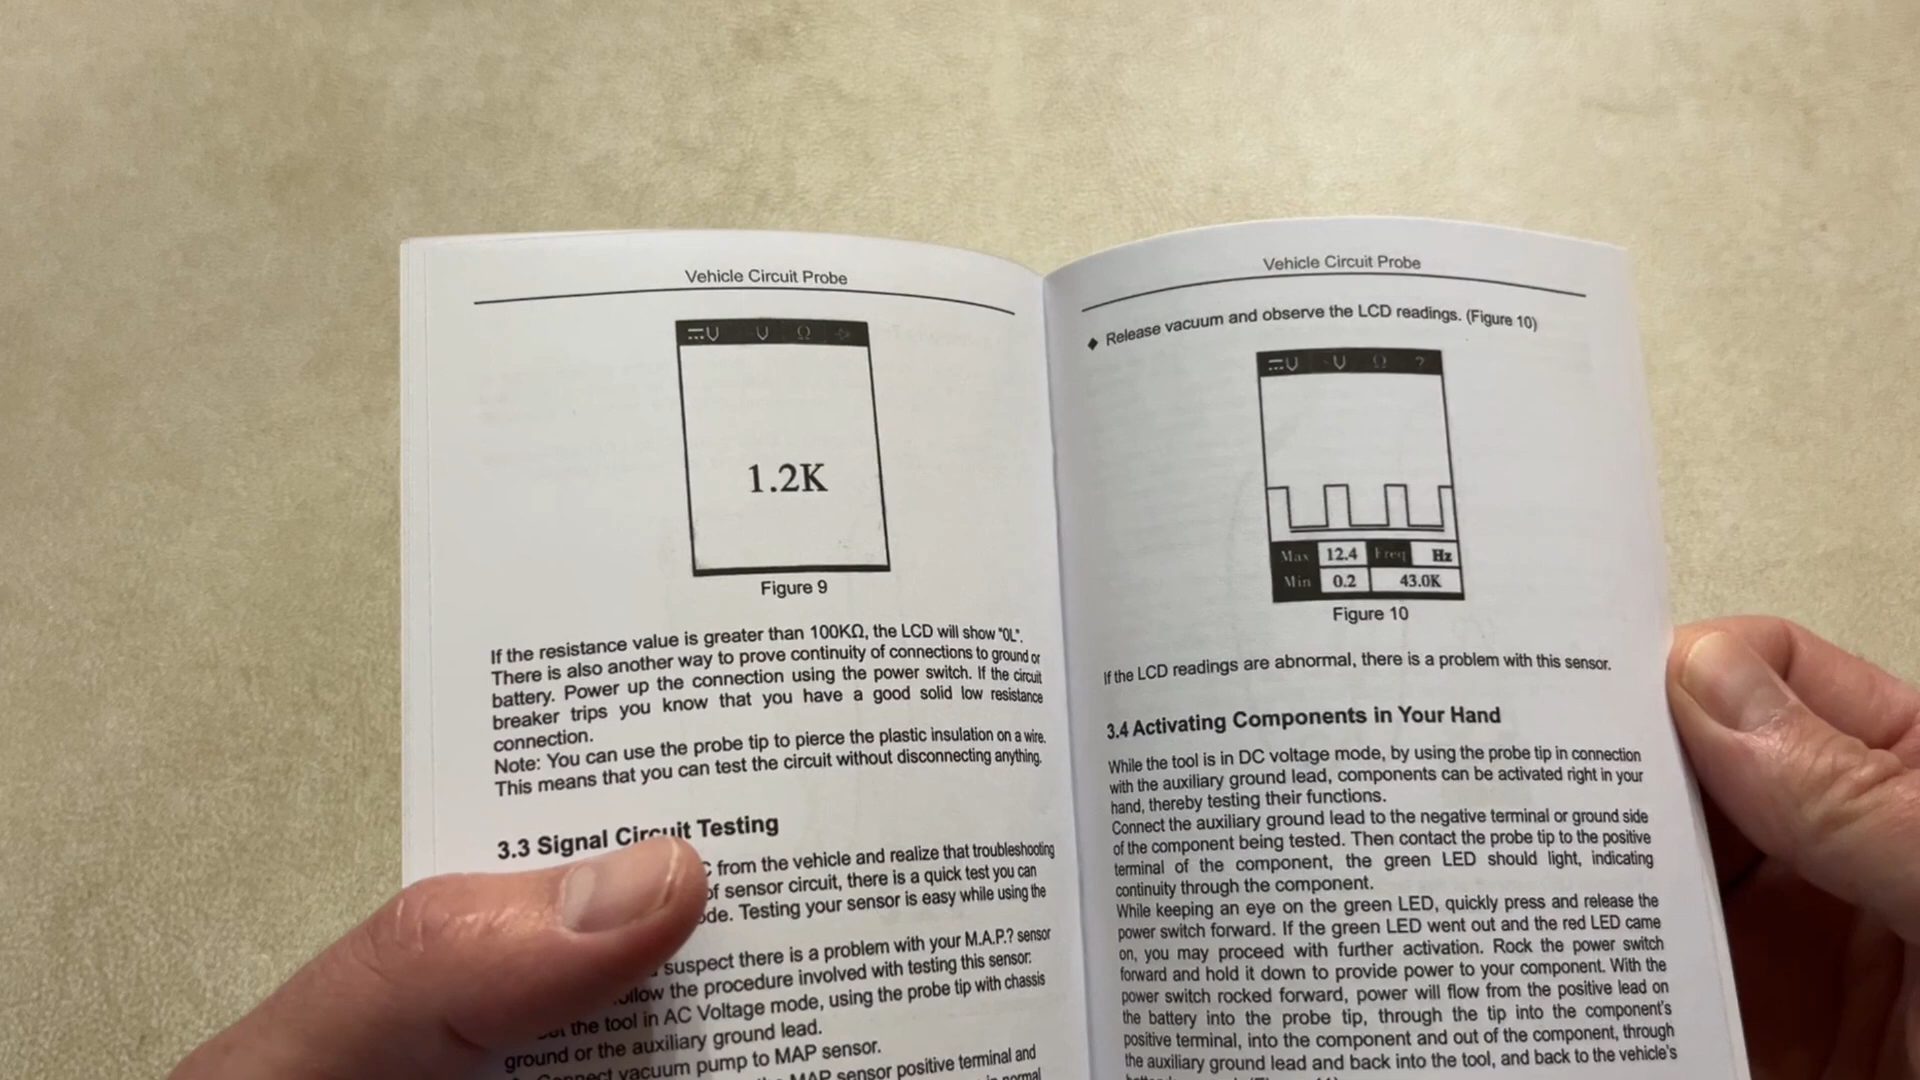 Vehicle Circuit Probe
V V Ω
1.2K
Figure 9
If the resistance value is greater than 100KΩ, the LCD will show "0L".
There is also another way to prove continuity of connections to ground or
battery. Power up the connection using the power switch. If the circuit
breaker trips you know that you have a good solid low resistance
connection.
Note: You can use the probe tip to pierce the plastic insulation on a wire.
This means that you can test the circuit without disconnecting anything.
3.3 Signal Circuit Testing
from the vehicle and realize that troubleshooting
of sensor circuit, there is a quick test you can
Testing your sensor is easy while using the
suspect there is a problem with your M.A.P.? sensor
the procedure involved with testing this sensor:
the tool in AC Voltage mode, using the probe tip with chassis
ground or the auxiliary ground lead.
Connect vacuum pump to MAP sensor.
MAP sensor positive terminal and
normal
Vehicle Circuit Probe
◆ Release vacuum and observe the LCD readings. (Figure 10)
V V Ω ?
Max 12.4 Freq Hz
Min 0.2 43.0K
Figure 10
If the LCD readings are abnormal, there is a problem with this sensor.
3.4 Activating Components in Your Hand
While the tool is in DC voltage mode, by using the probe tip in connection
with the auxiliary ground lead, components can be activated right in your
hand, thereby testing their functions.
Connect the auxiliary ground lead to the negative terminal or ground side
of the component being tested. Then contact the probe tip to the positive
terminal of the component, the green LED should light, indicating
continuity through the component.
While keeping an eye on the green LED, quickly press and release the
power switch forward. If the green LED went out and the red LED came
on, you may proceed with further activation. Rock the power switch
forward and hold it down to provide power to your component. With the
power switch rocked forward, power will flow from the positive lead on
the battery into the probe tip, through the tip into the component's
positive terminal, into the component and out of the component, through
the auxiliary ground lead and back into the tool, and back to the vehicle's